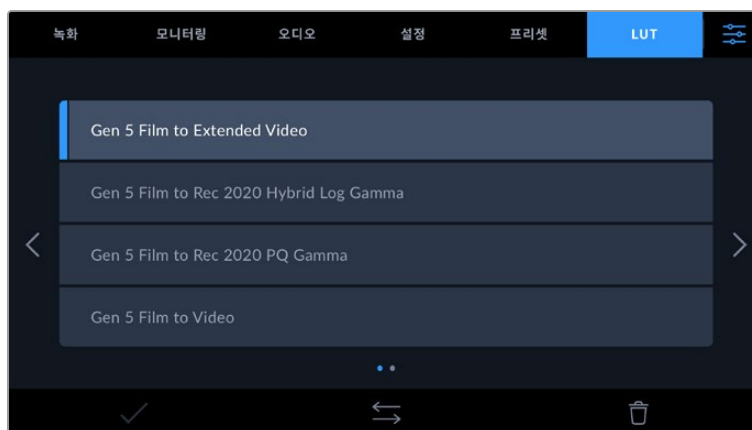 녹화 모니터링 오디오 설정 프리셋 LUT
Gen 5 Film to Extended Video
Gen 5 Film to Rec 2020 Hybrid Log Gamma
Gen 5 Film to Rec 2020 PQ Gamma
Gen 5 Film to Video